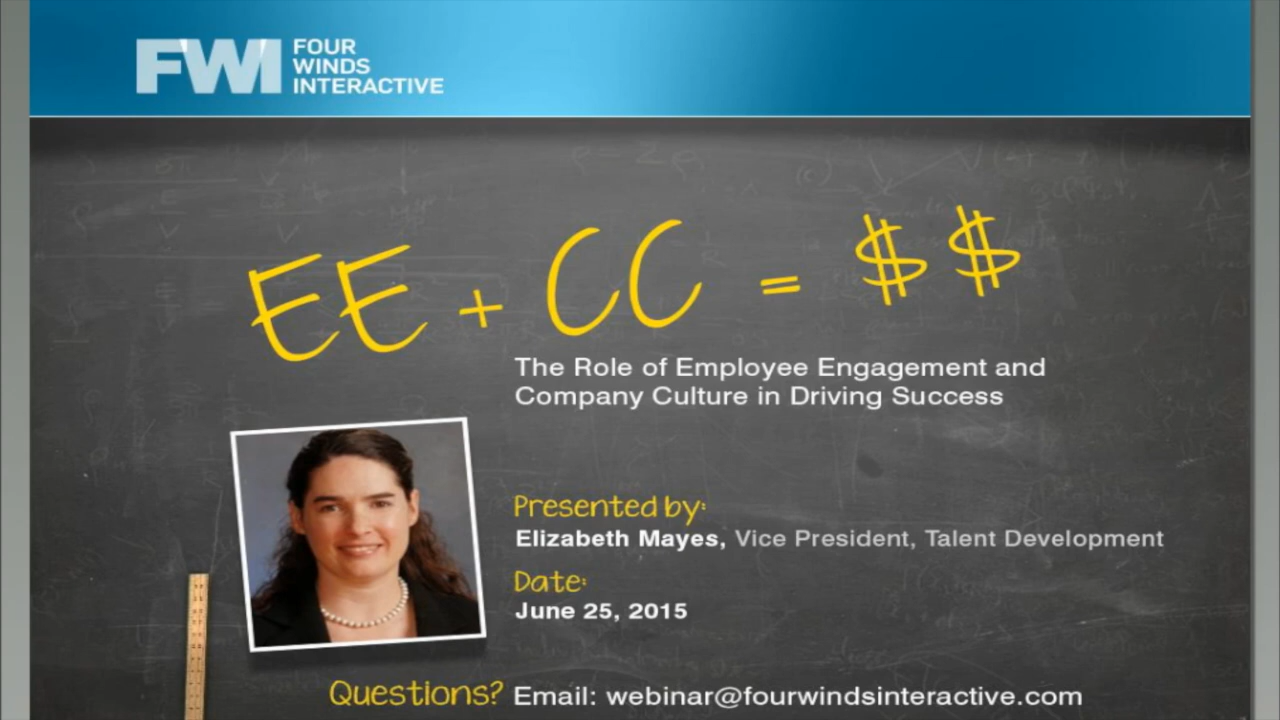 FWI FOUR
WINDS
INTERACTIVE
EE + CC = $$
The Role of Employee Engagement and
Company Culture in Driving Success
Presented by:
Elizabeth Mayes, Vice President, Talent Development
Date:
June 25, 2015
Questions? Email: webinar@fourwindsinteractive.com